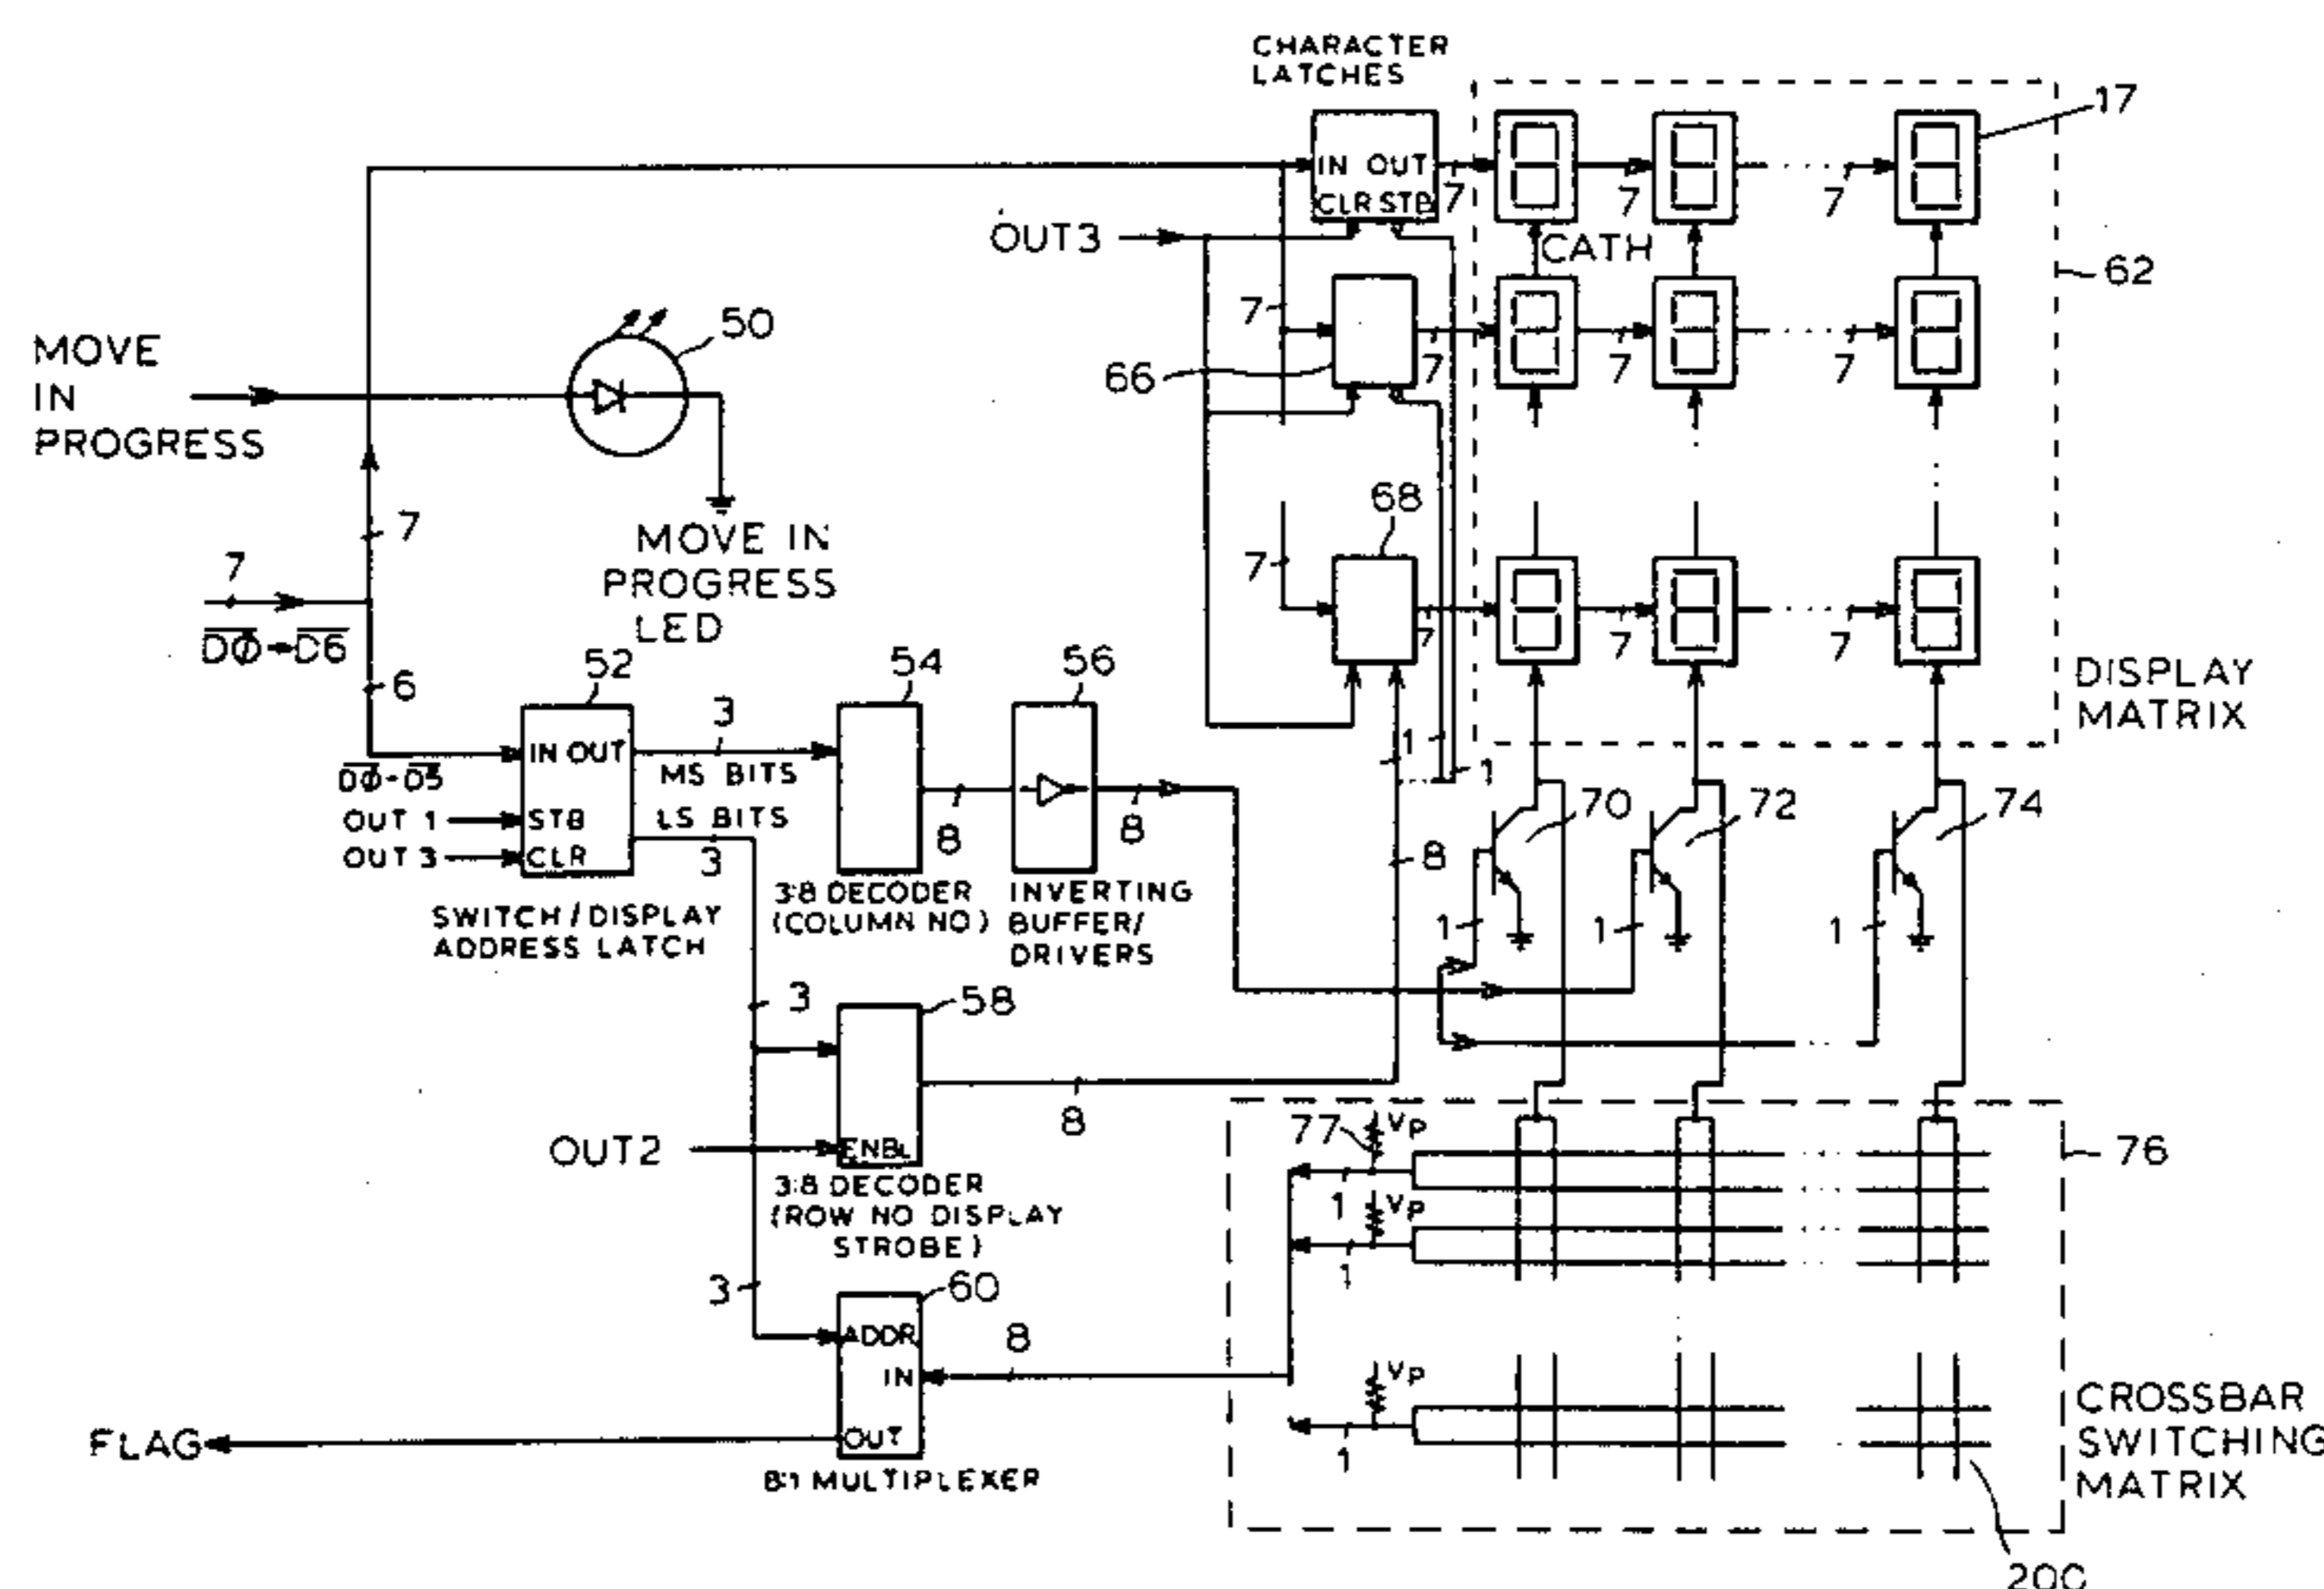 CHARACTER
LATCHES
17
IN OUT
CLR STB
7
7
7
OUT3
CATH
62
7
66
7
7
7
50
MOVE
IN
PROGRESS
MOVE IN
PROGRESS
LED
7
7
D0̅-D6̅
6
68
7
7
7
7
DISPLAY
MATRIX
52
54
56
IN OUT
3
MS BITS
D0̅-D5̅
OUT 1
STB
LS BITS
OUT 3
CLR
3
8
8
1
1
8
70
72
74
SWITCH/DISPLAY
ADDRESS LATCH
3:8 DECODER
(COLUMN NO)
INVERTING
BUFFER/
DRIVERS
1
1
1
3
58
8
OUT2
ENBL
3:8 DECODER
(ROW NO DISPLAY
STROBE)
77
Vp
76
1
Vp
1
3
60
ADDR
IN
8
OUT
FLAG
8:1 MULTIPLEXER
Vp
1
CROSSBAR
SWITCHING
MATRIX
200